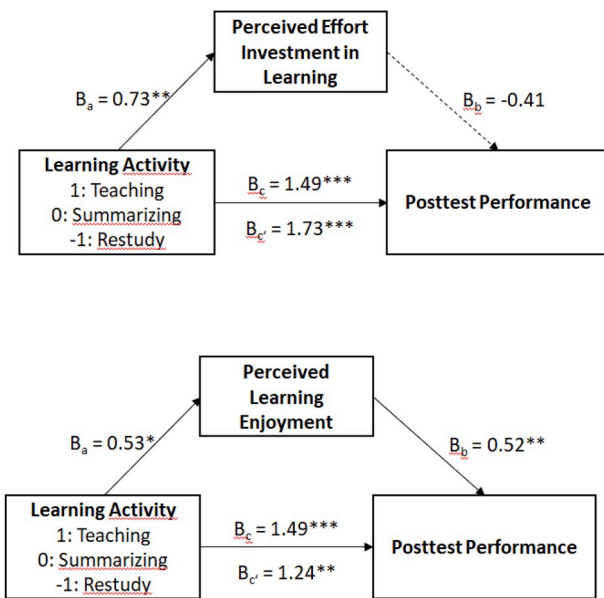 Perceived Effort
Investment in
Learning
Ba = 0.73**
Bb = -0.41
Learning Activity
1: Teaching
0: Summarizing
-1: Restudy
Bc = 1.49***
Bc' = 1.73***
Posttest Performance
Perceived
Learning
Enjoyment
Ba = 0.53*
Bb = 0.52**
Learning Activity
1: Teaching
0: Summarizing
-1: Restudy
Bc = 1.49***
Bc' = 1.24**
Posttest Performance